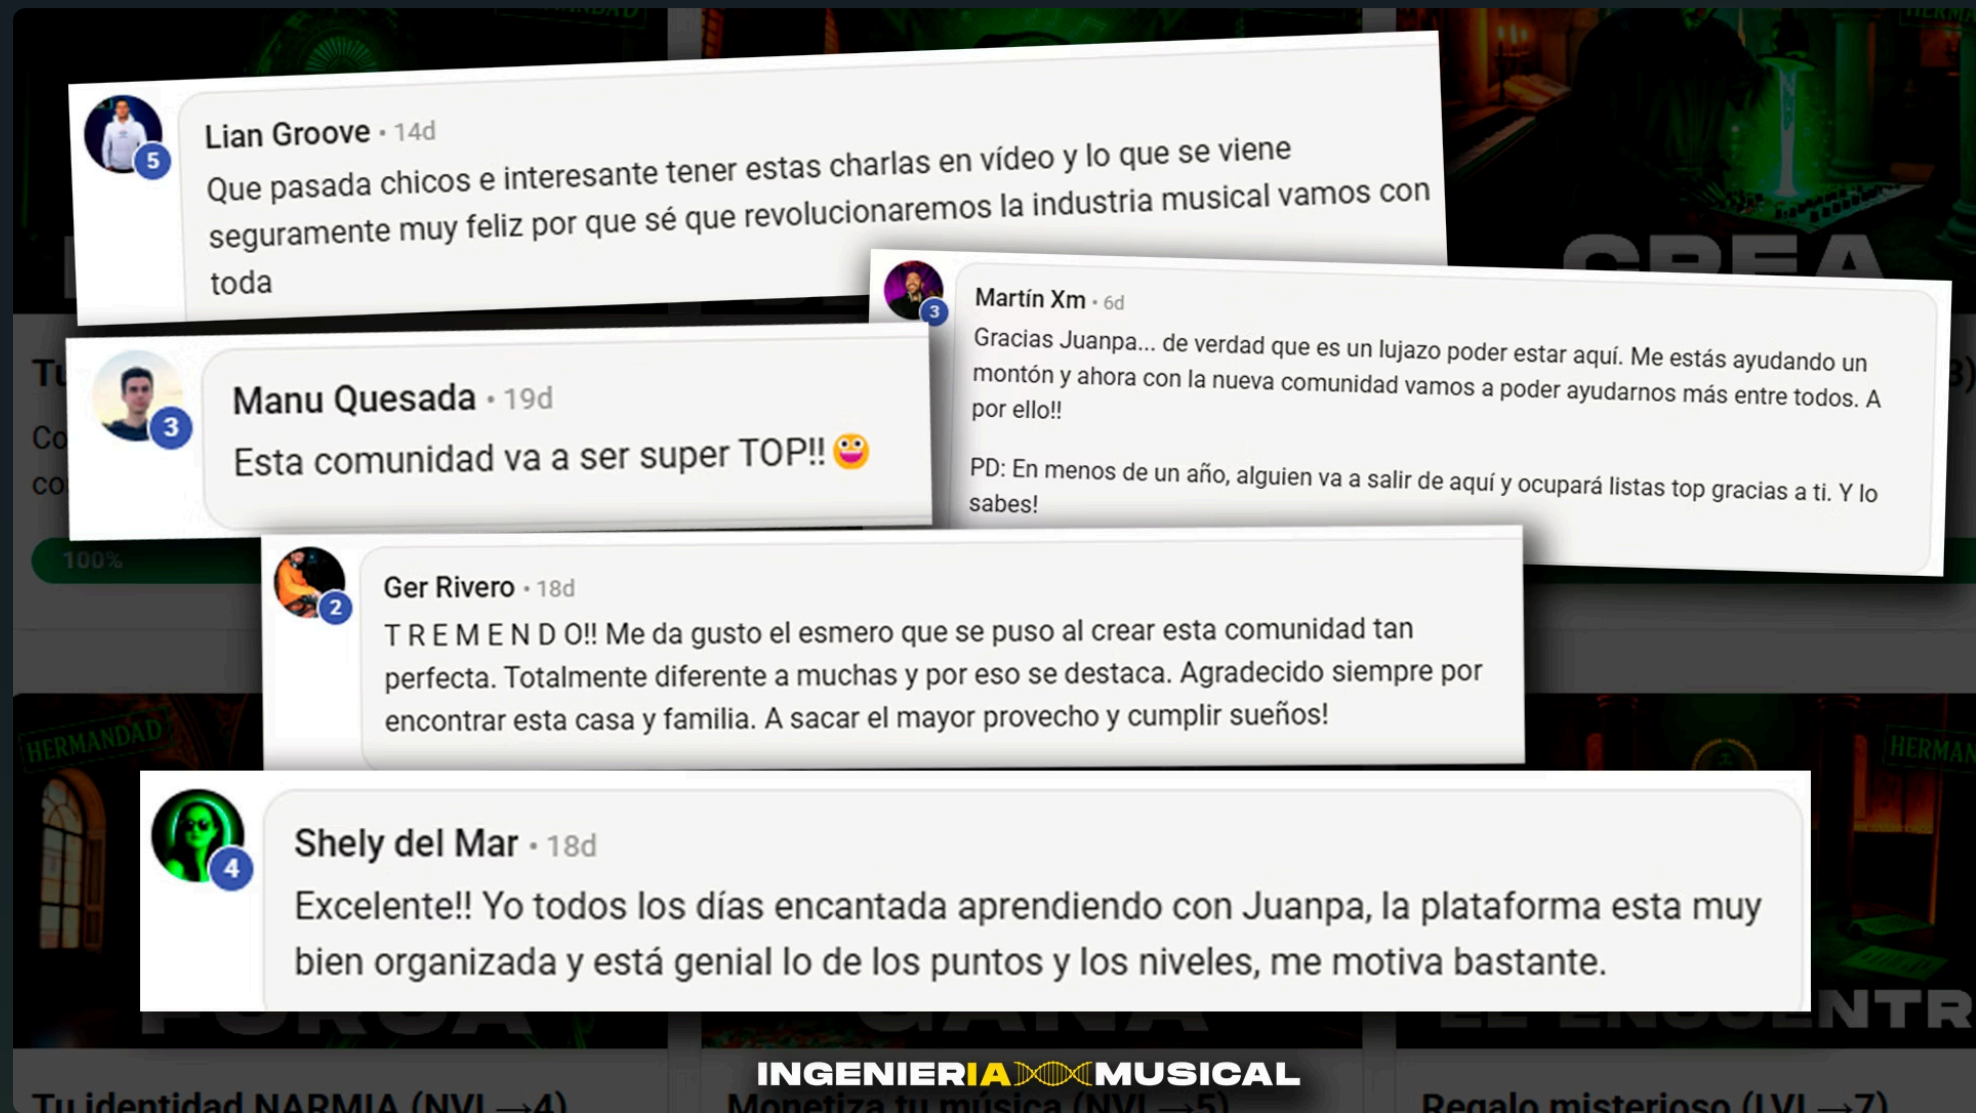 HERMANDAD
5
Lian Groove • 14d
Que pasada chicos e interesante tener estas charlas en vídeo y lo que se viene
seguramente muy feliz por que sé que revolucionaremos la industria musical vamos con
toda
CREA
3
Martín Xm • 6d
Gracias Juanpa... de verdad que es un lujazo poder estar aquí. Me estás ayudando un
montón y ahora con la nueva comunidad vamos a poder ayudarnos más entre todos. A
por ello!!
PD: En menos de un año, alguien va a salir de aquí y ocupará listas top gracias a ti. Y lo
sabes!
3
Manu Quesada • 19d
Esta comunidad va a ser super TOP!!😀
100%
2
Ger Rivero • 18d
T R E M E N D O!! Me da gusto el esmero que se puso al crear esta comunidad tan
perfecta. Totalmente diferente a muchas y por eso se destaca. Agradecido siempre por
encontrar esta casa y familia. A sacar el mayor provecho y cumplir sueños!
HERMANDAD
4
Shely del Mar • 18d
Excelente!! Yo todos los días encantada aprendiendo con Juanpa, la plataforma esta muy
bien organizada y está genial lo de los puntos y los niveles, me motiva bastante.
INGENIERIA MUSICAL
Tu identidad NARMIA (NVL→4)
Monetiza tu música (NVL→5)
Regalo misterioso (LVL→7)